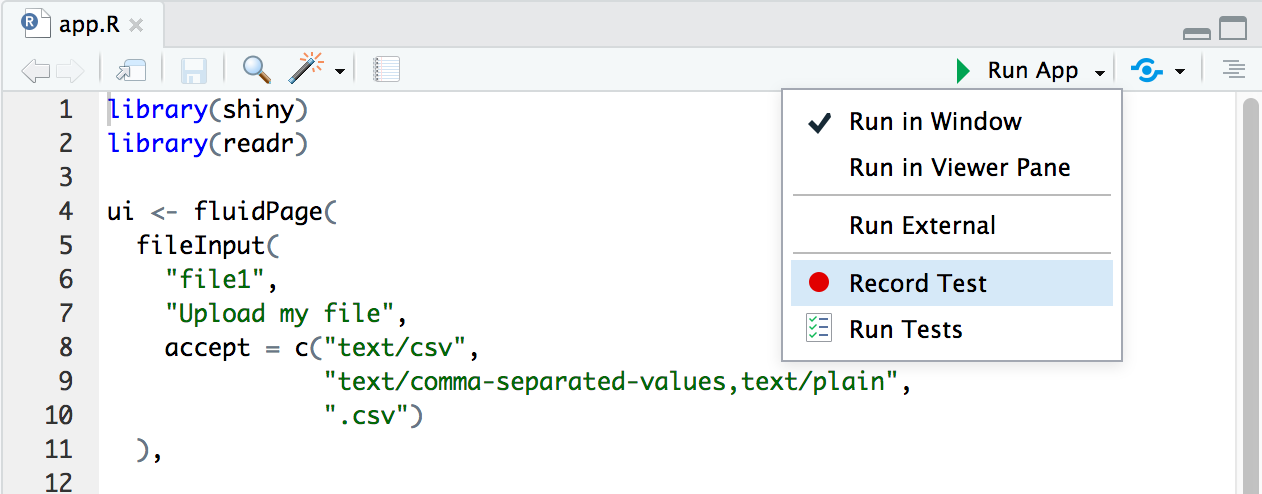 app.R
Run App
1 library(shiny)
2 library(readr)
3
4 ui <- fluidPage(
5   fileInput(
6     "file1",
7     "Upload my file",
8     accept = c("text/csv",
9                "text/comma-separated-values,text/plain",
10                ".csv")
11   ),
12
Run in Window
Run in Viewer Pane
Run External
Record Test
Run Tests